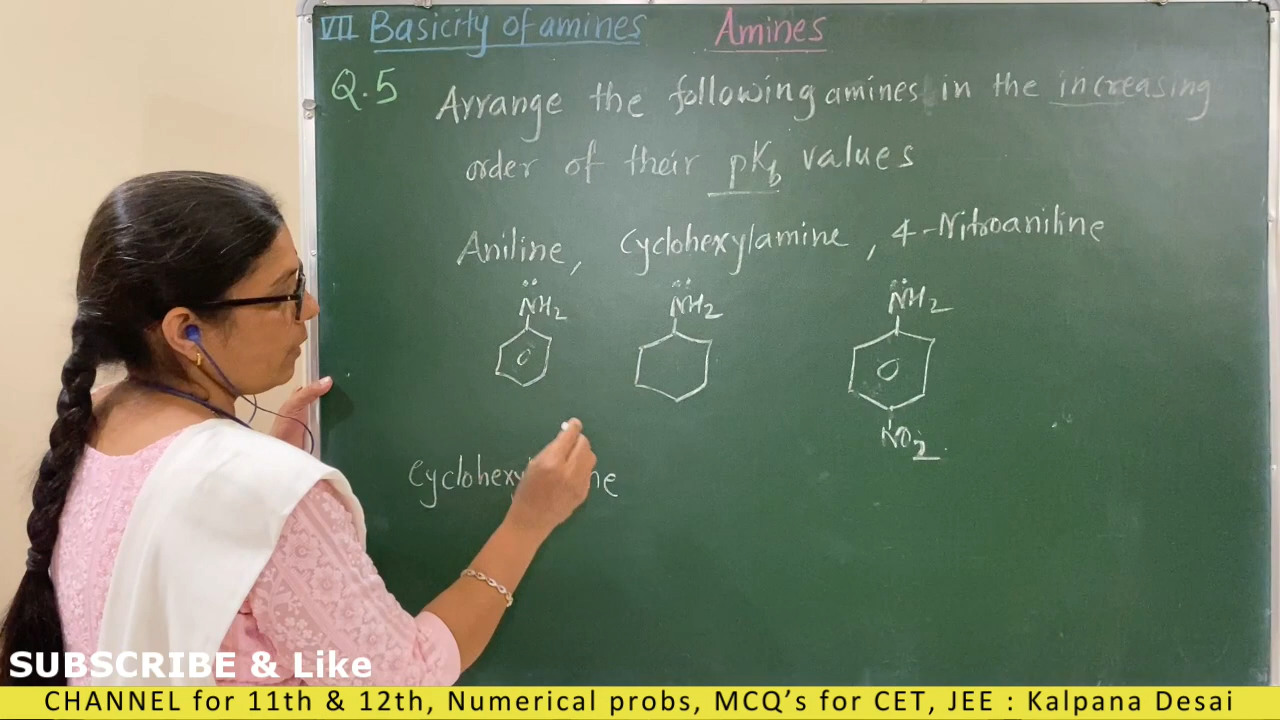 VII Basicity of amines Amines
Q.5 Arrange the following amines in the increasing
order of their pKb values
Aniline, Cyclohexylamine, 4-Nitroaniline
NH2 NH2 NH2
NO2
SUBSCRIBE & Like
CHANNEL for 11th & 12th, Numerical probs, MCQ's for CET, JEE : Kalpana Desai